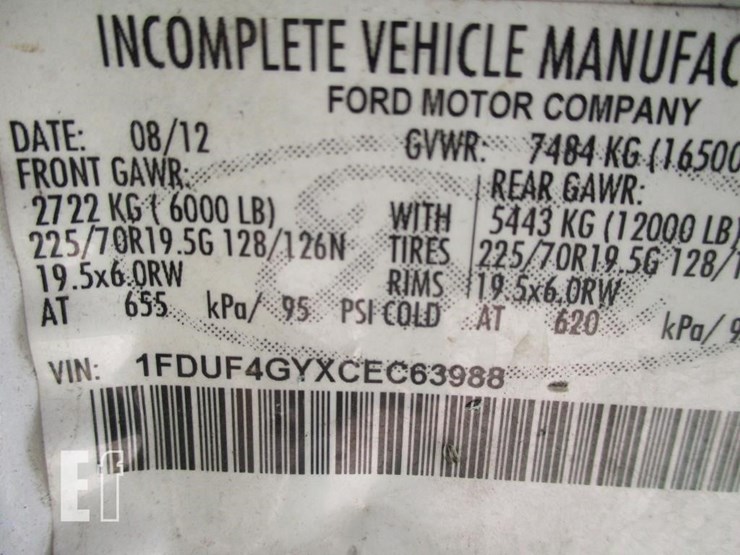 INCOMPLETE VEHICLE MANUFAC
FORD MOTOR COMPANY
DATE: 08/12 GVWR: 7484 KG (16500
FRONT GAWR: REAR GAWR:
2722 KG ( 6000 LB) WITH 5443 KG (12000 LB)
225/70R19.5G 128/126N TIRES 225/70R19.5G 128/1
19.5x6.0RW RIMS 19.5x6.0RW
AT 655 kPa/ 95 PSI COLD AT 620 kPa/ 9
VIN: 1FDUF4GYXCEC63988
Ef